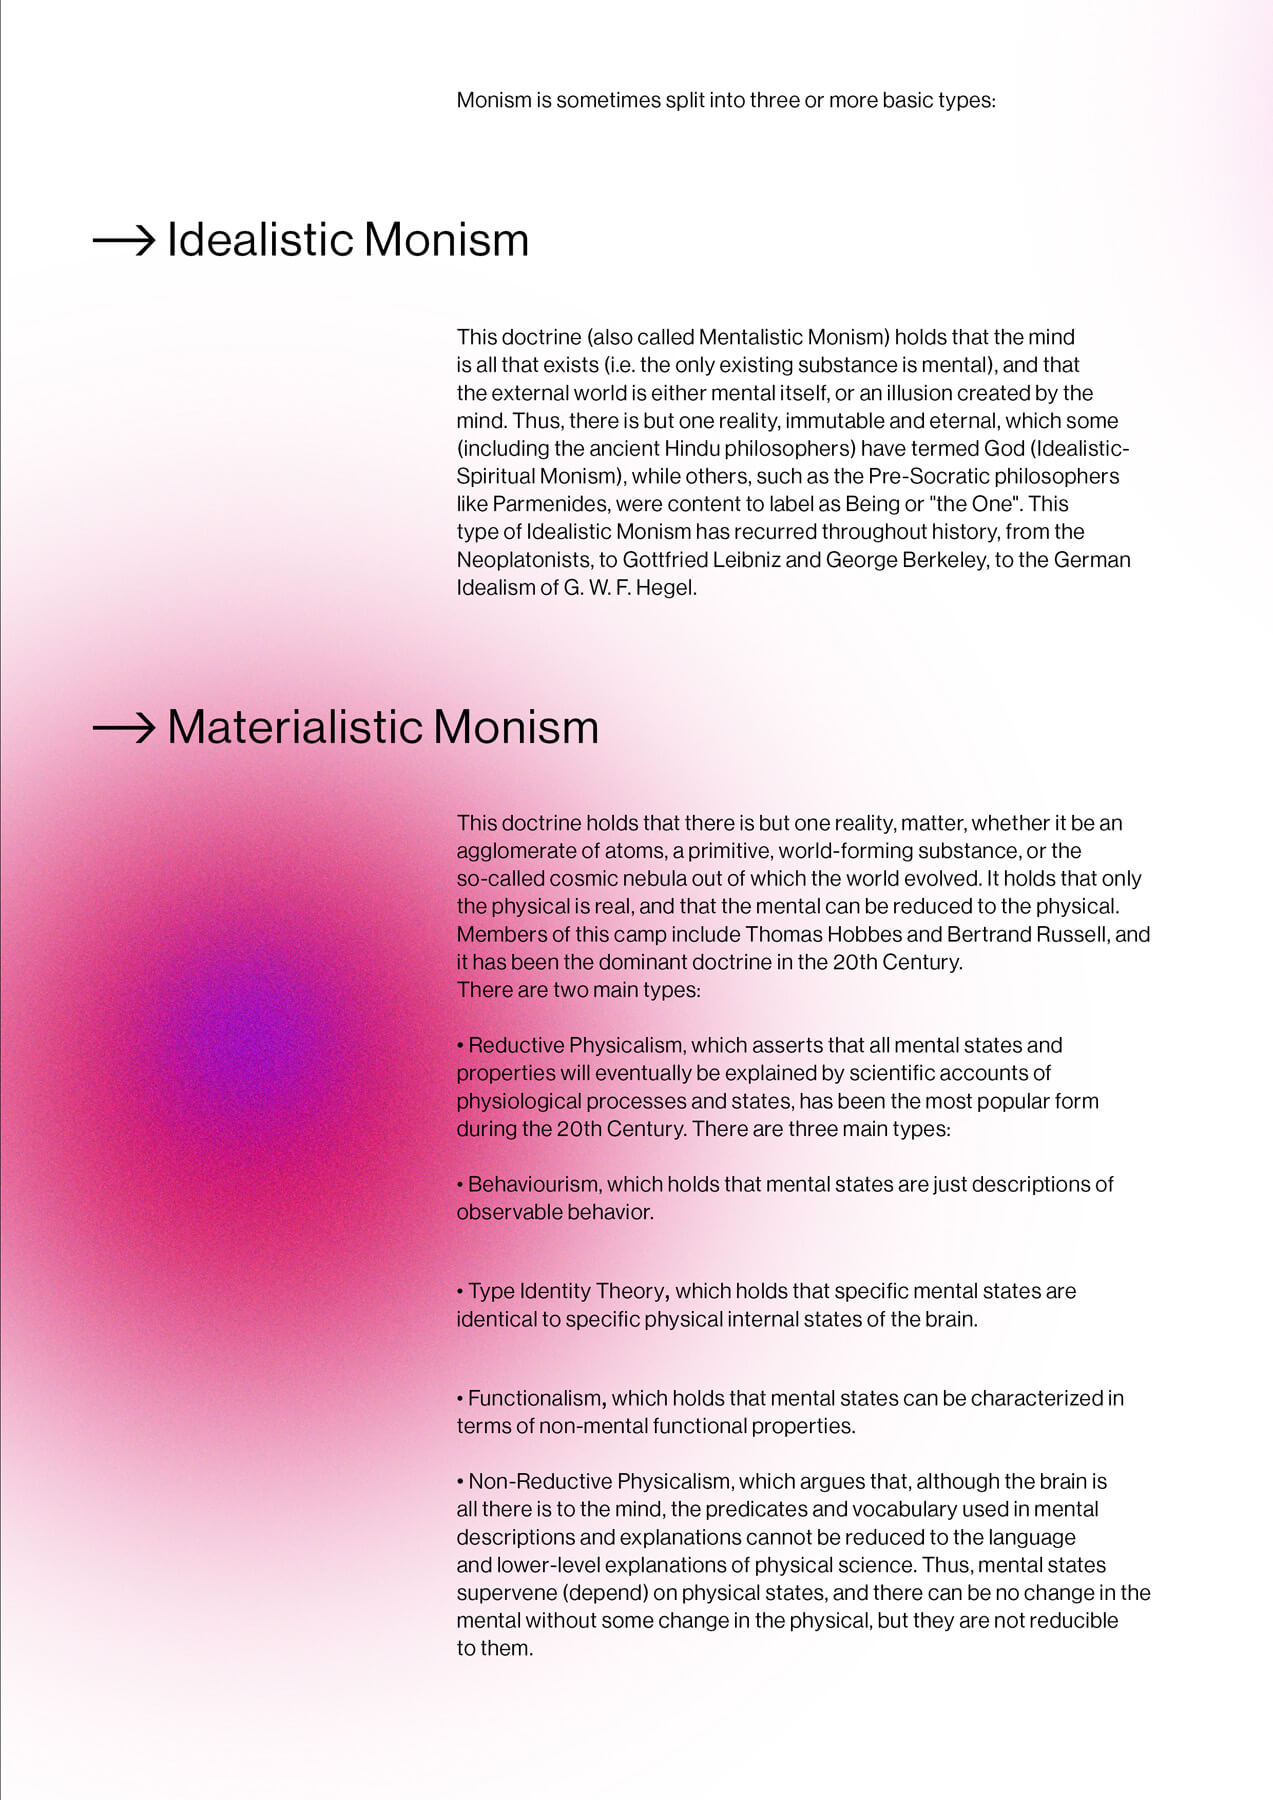 Monism is sometimes split into three or more basic types:
→ Idealistic Monism
This doctrine (also called Mentalistic Monism) holds that the mind
is all that exists (i.e. the only existing substance is mental), and that
the external world is either mental itself, or an illusion created by the
mind. Thus, there is but one reality, immutable and eternal, which some
(including the ancient Hindu philosophers) have termed God (Idealistic-
Spiritual Monism), while others, such as the Pre-Socratic philosophers
like Parmenides, were content to label as Being or "the One". This
type of Idealistic Monism has recurred throughout history, from the
Neoplatonists, to Gottfried Leibniz and George Berkeley, to the German
Idealism of G. W. F. Hegel.
→ Materialistic Monism
This doctrine holds that there is but one reality, matter, whether it be an
agglomerate of atoms, a primitive, world-forming substance, or the
so-called cosmic nebula out of which the world evolved. It holds that only
the physical is real, and that the mental can be reduced to the physical.
Members of this camp include Thomas Hobbes and Bertrand Russell, and
it has been the dominant doctrine in the 20th Century.
There are two main types:
• Reductive Physicalism, which asserts that all mental states and
properties will eventually be explained by scientific accounts of
physiological processes and states, has been the most popular form
during the 20th Century. There are three main types:
• Behaviourism, which holds that mental states are just descriptions of
observable behavior.
• Type Identity Theory, which holds that specific mental states are
identical to specific physical internal states of the brain.
• Functionalism, which holds that mental states can be characterized in
terms of non-mental functional properties.
• Non-Reductive Physicalism, which argues that, although the brain is
all there is to the mind, the predicates and vocabulary used in mental
descriptions and explanations cannot be reduced to the language
and lower-level explanations of physical science. Thus, mental states
supervene (depend) on physical states, and there can be no change in the
mental without some change in the physical, but they are not reducible
to them.